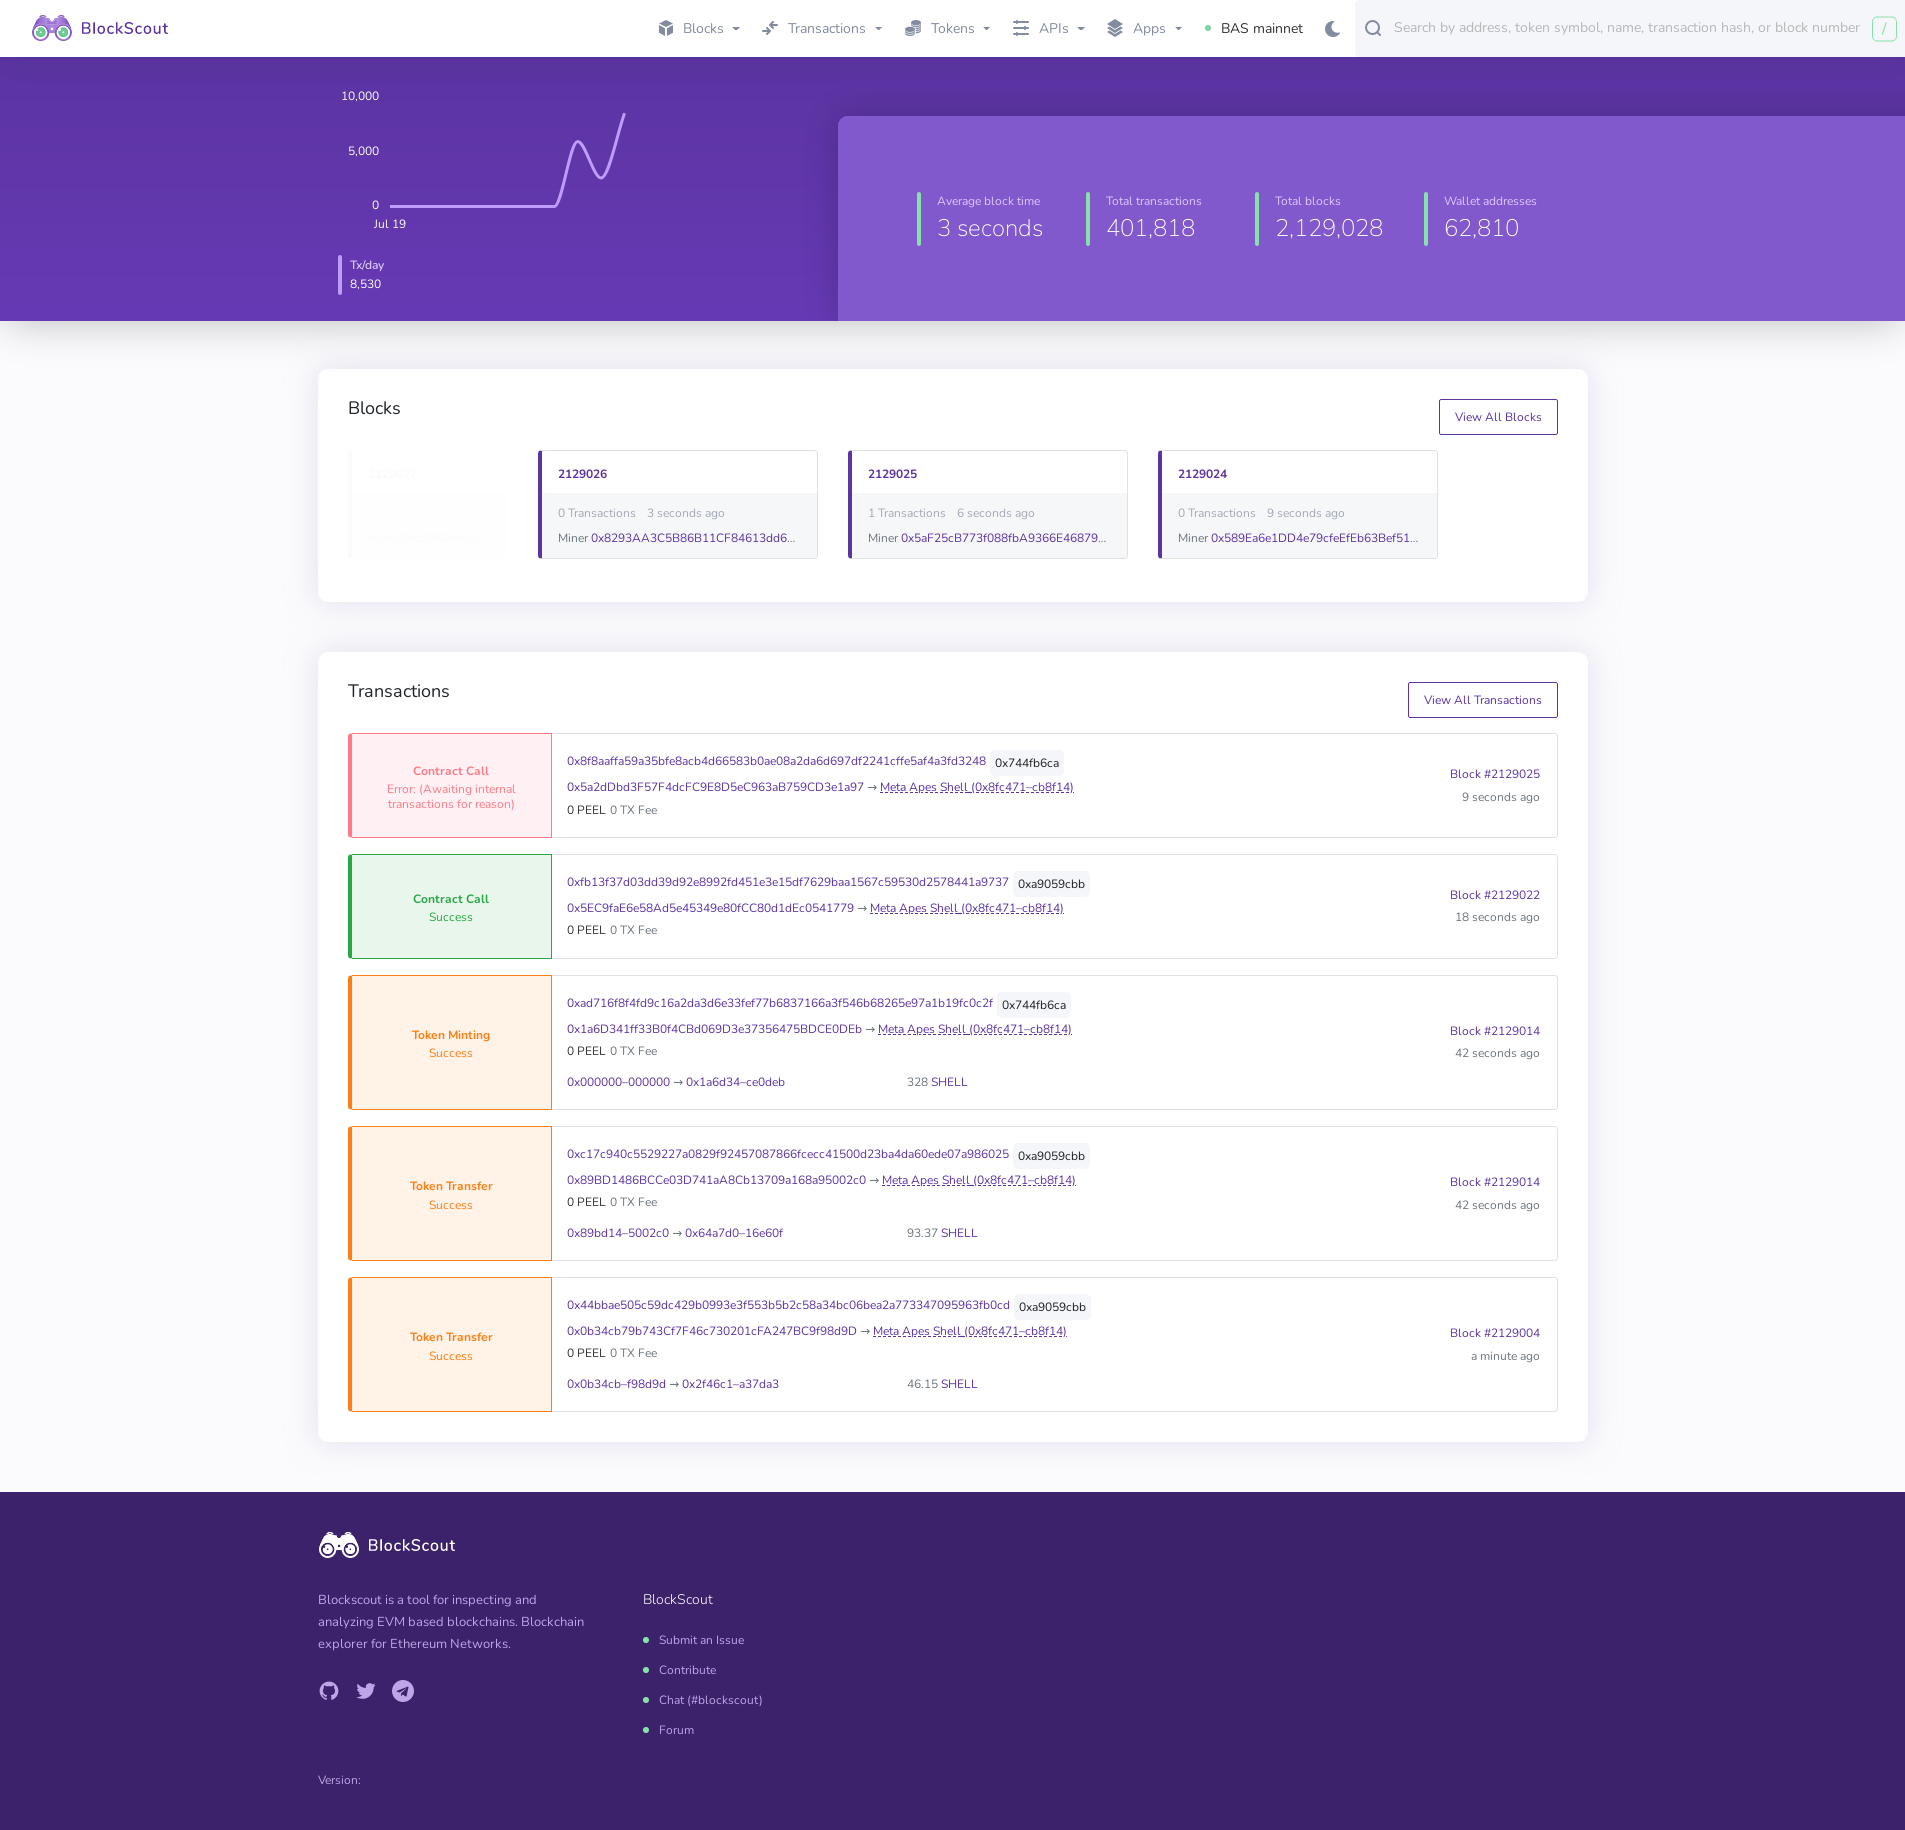 BlockScout
Blocks
Transactions
Tokens
APIs
Apps
BAS mainnet
Search by address, token symbol, name, transaction hash, or block number
/
10,000
5,000
0
Jul 19
Tx/day
8,530
Average block time
3 seconds
Total transactions
401,818
Total blocks
2,129,028
Wallet addresses
62,810
Blocks
View All Blocks
2129026
0 Transactions 3 seconds ago
Miner 0x8293AA3C5B86B11CF84613dd6...
2129025
1 Transactions 6 seconds ago
Miner 0x5aF25cB773f088fbA9366E46879...
2129024
0 Transactions 9 seconds ago
Miner 0x589Ea6e1DD4e79cfeEfEb63Bef51...
Transactions
View All Transactions
Contract Call
Error: (Awaiting internal
transactions for reason)
0x8f8aaffa59a35bfe8acb4d66583b0ae08a2da6d697df2241cffe5af4a3fd3248 0x744fb6ca
0x5a2dDbd3F57F4dcFC9E8D5eC963aB759CD3e1a97 → Meta Apes Shell (0x8fc471–cb8f14)
0 PEEL 0 TX Fee
Block #2129025
9 seconds ago
Contract Call
Success
0xfb13f37d03dd39d92e8992fd451e3e15df7629baa1567c59530d2578441a9737 0xa9059cbb
0x5EC9faE6e58Ad5e45349e80fCC80d1dEc0541779 → Meta Apes Shell (0x8fc471–cb8f14)
0 PEEL 0 TX Fee
Block #2129022
18 seconds ago
Token Minting
Success
0xad716f8f4fd9c16a2da3d6e33fef77b6837166a3f546b68265e97a1b19fc0c2f 0x744fb6ca
0x1a6D341ff33B0f4CBd069D3e37356475BDCE0DEb → Meta Apes Shell (0x8fc471–cb8f14)
0 PEEL 0 TX Fee
0x000000–000000 → 0x1a6d34–ce0deb 328 SHELL
Block #2129014
42 seconds ago
Token Transfer
Success
0xc17c940c5529227a0829f92457087866fcecc41500d23ba4da60ede07a986025 0xa9059cbb
0x89BD1486BCCe03D741aA8Cb13709a168a95002c0 → Meta Apes Shell (0x8fc471–cb8f14)
0 PEEL 0 TX Fee
0x89bd14–5002c0 → 0x64a7d0–16e60f 93.37 SHELL
Block #2129014
42 seconds ago
Token Transfer
Success
0x44bbae505c59dc429b0993e3f553b5b2c58a34bc06bea2a773347095963fb0cd 0xa9059cbb
0x0b34cb79b743Cf7F46c730201cFA247BC9f98d9D → Meta Apes Shell (0x8fc471–cb8f14)
0 PEEL 0 TX Fee
0x0b34cb–f98d9d → 0x2f46c1–a37da3 46.15 SHELL
Block #2129004
a minute ago
BlockScout
Blockscout is a tool for inspecting and
analyzing EVM based blockchains. Blockchain
explorer for Ethereum Networks.
BlockScout
Submit an Issue
Contribute
Chat (#blockscout)
Forum
Version: